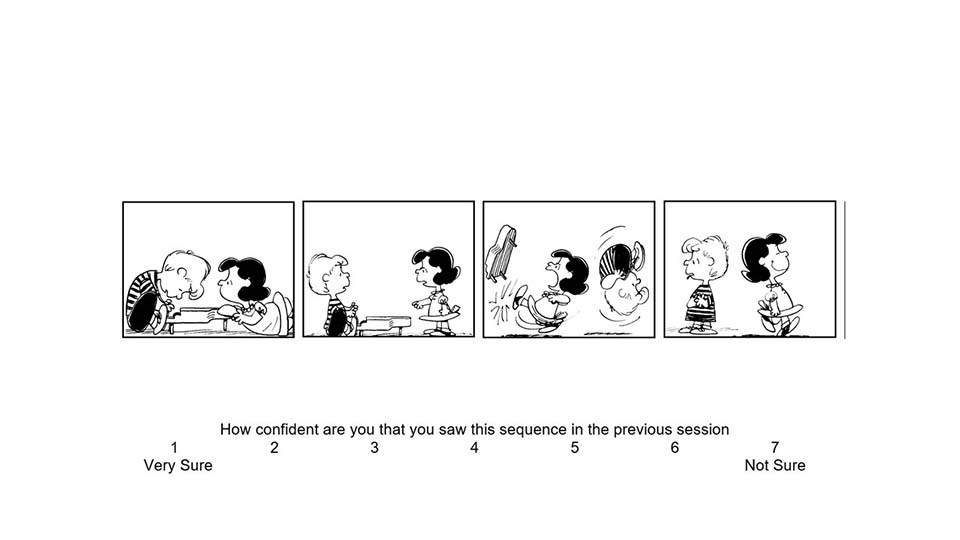 How confident are you that you saw this sequence in the previous session
1 2 3 4 5 6 7
Very Sure Not Sure